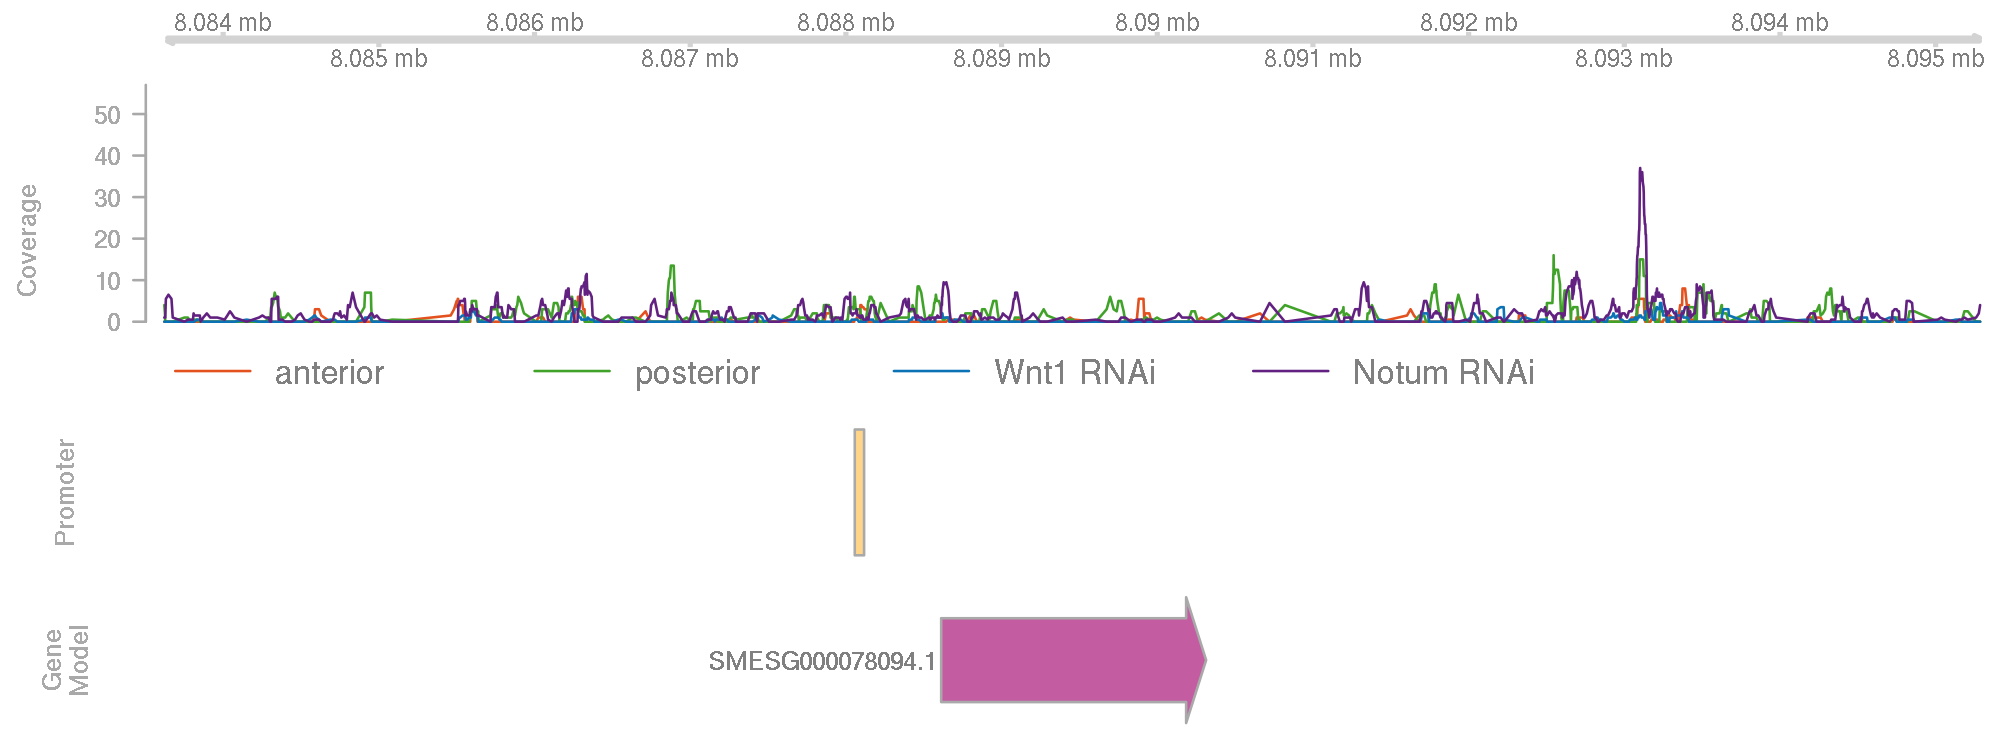 8.084 mb 8.086 mb 8.088 mb 8.09 mb 8.092 mb 8.094 mb
8.085 mb 8.087 mb 8.089 mb 8.091 mb 8.093 mb 8.095 mb
Coverage
50
40
30
20
10
0
anterior posterior Wnt1 RNAi Notum RNAi
Promoter
Gene
Model
SMESG000078094.1